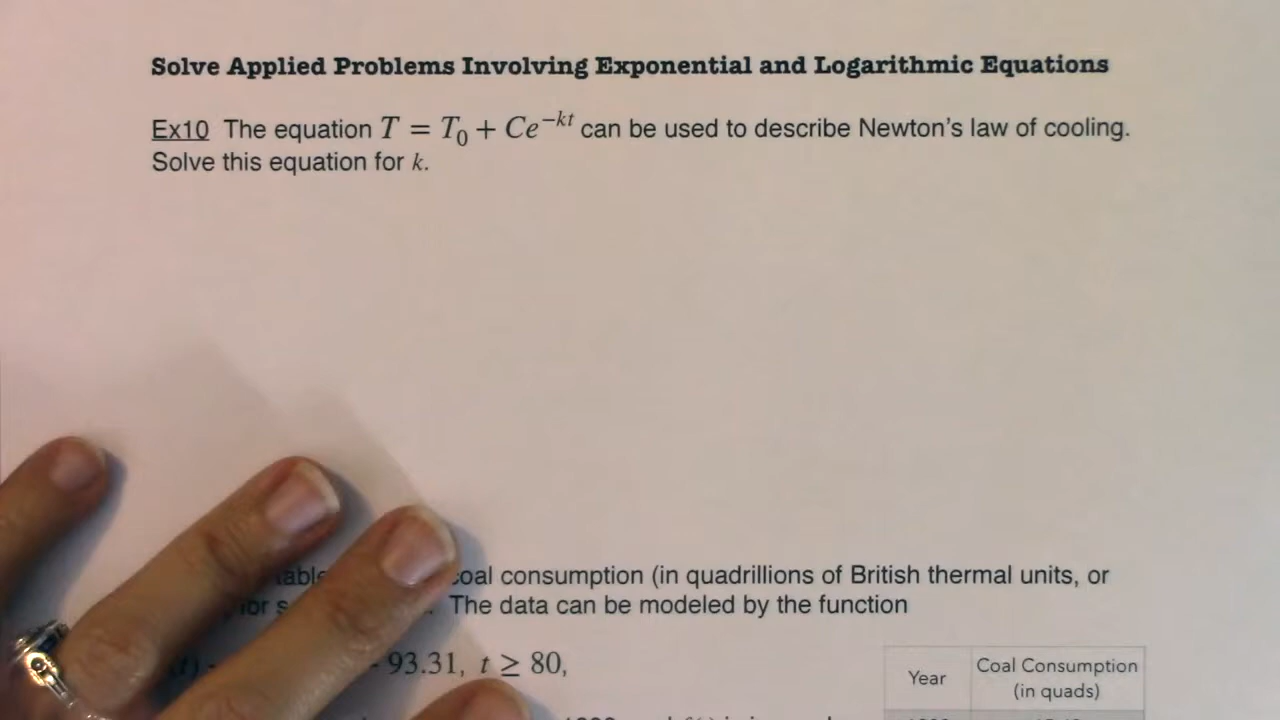 Solve Applied Problems Involving Exponential and Logarithmic Equations
Ex10 The equation T = T₀ + Ce⁻ᵏᵗ can be used to describe Newton's law of cooling.
Solve this equation for k.
coal consumption (in quadrillions of British thermal units, or
The data can be modeled by the function
93.31, t ≥ 80,
Year
Coal Consumption
(in quads)